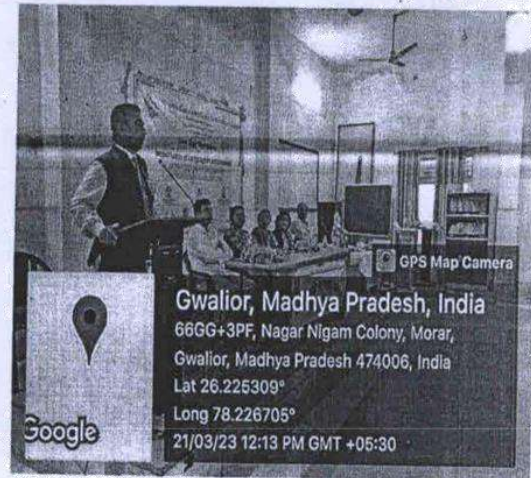 GPS Map Camera
Gwalior, Madhya Pradesh, India
66GG+3PF, Nagar Nigam Colony, Morar,
Gwalior, Madhya Pradesh 474006, India
Lat 26.225309°
Long 78.226705°
21/03/23 12:13 PM GMT +05:30
Google